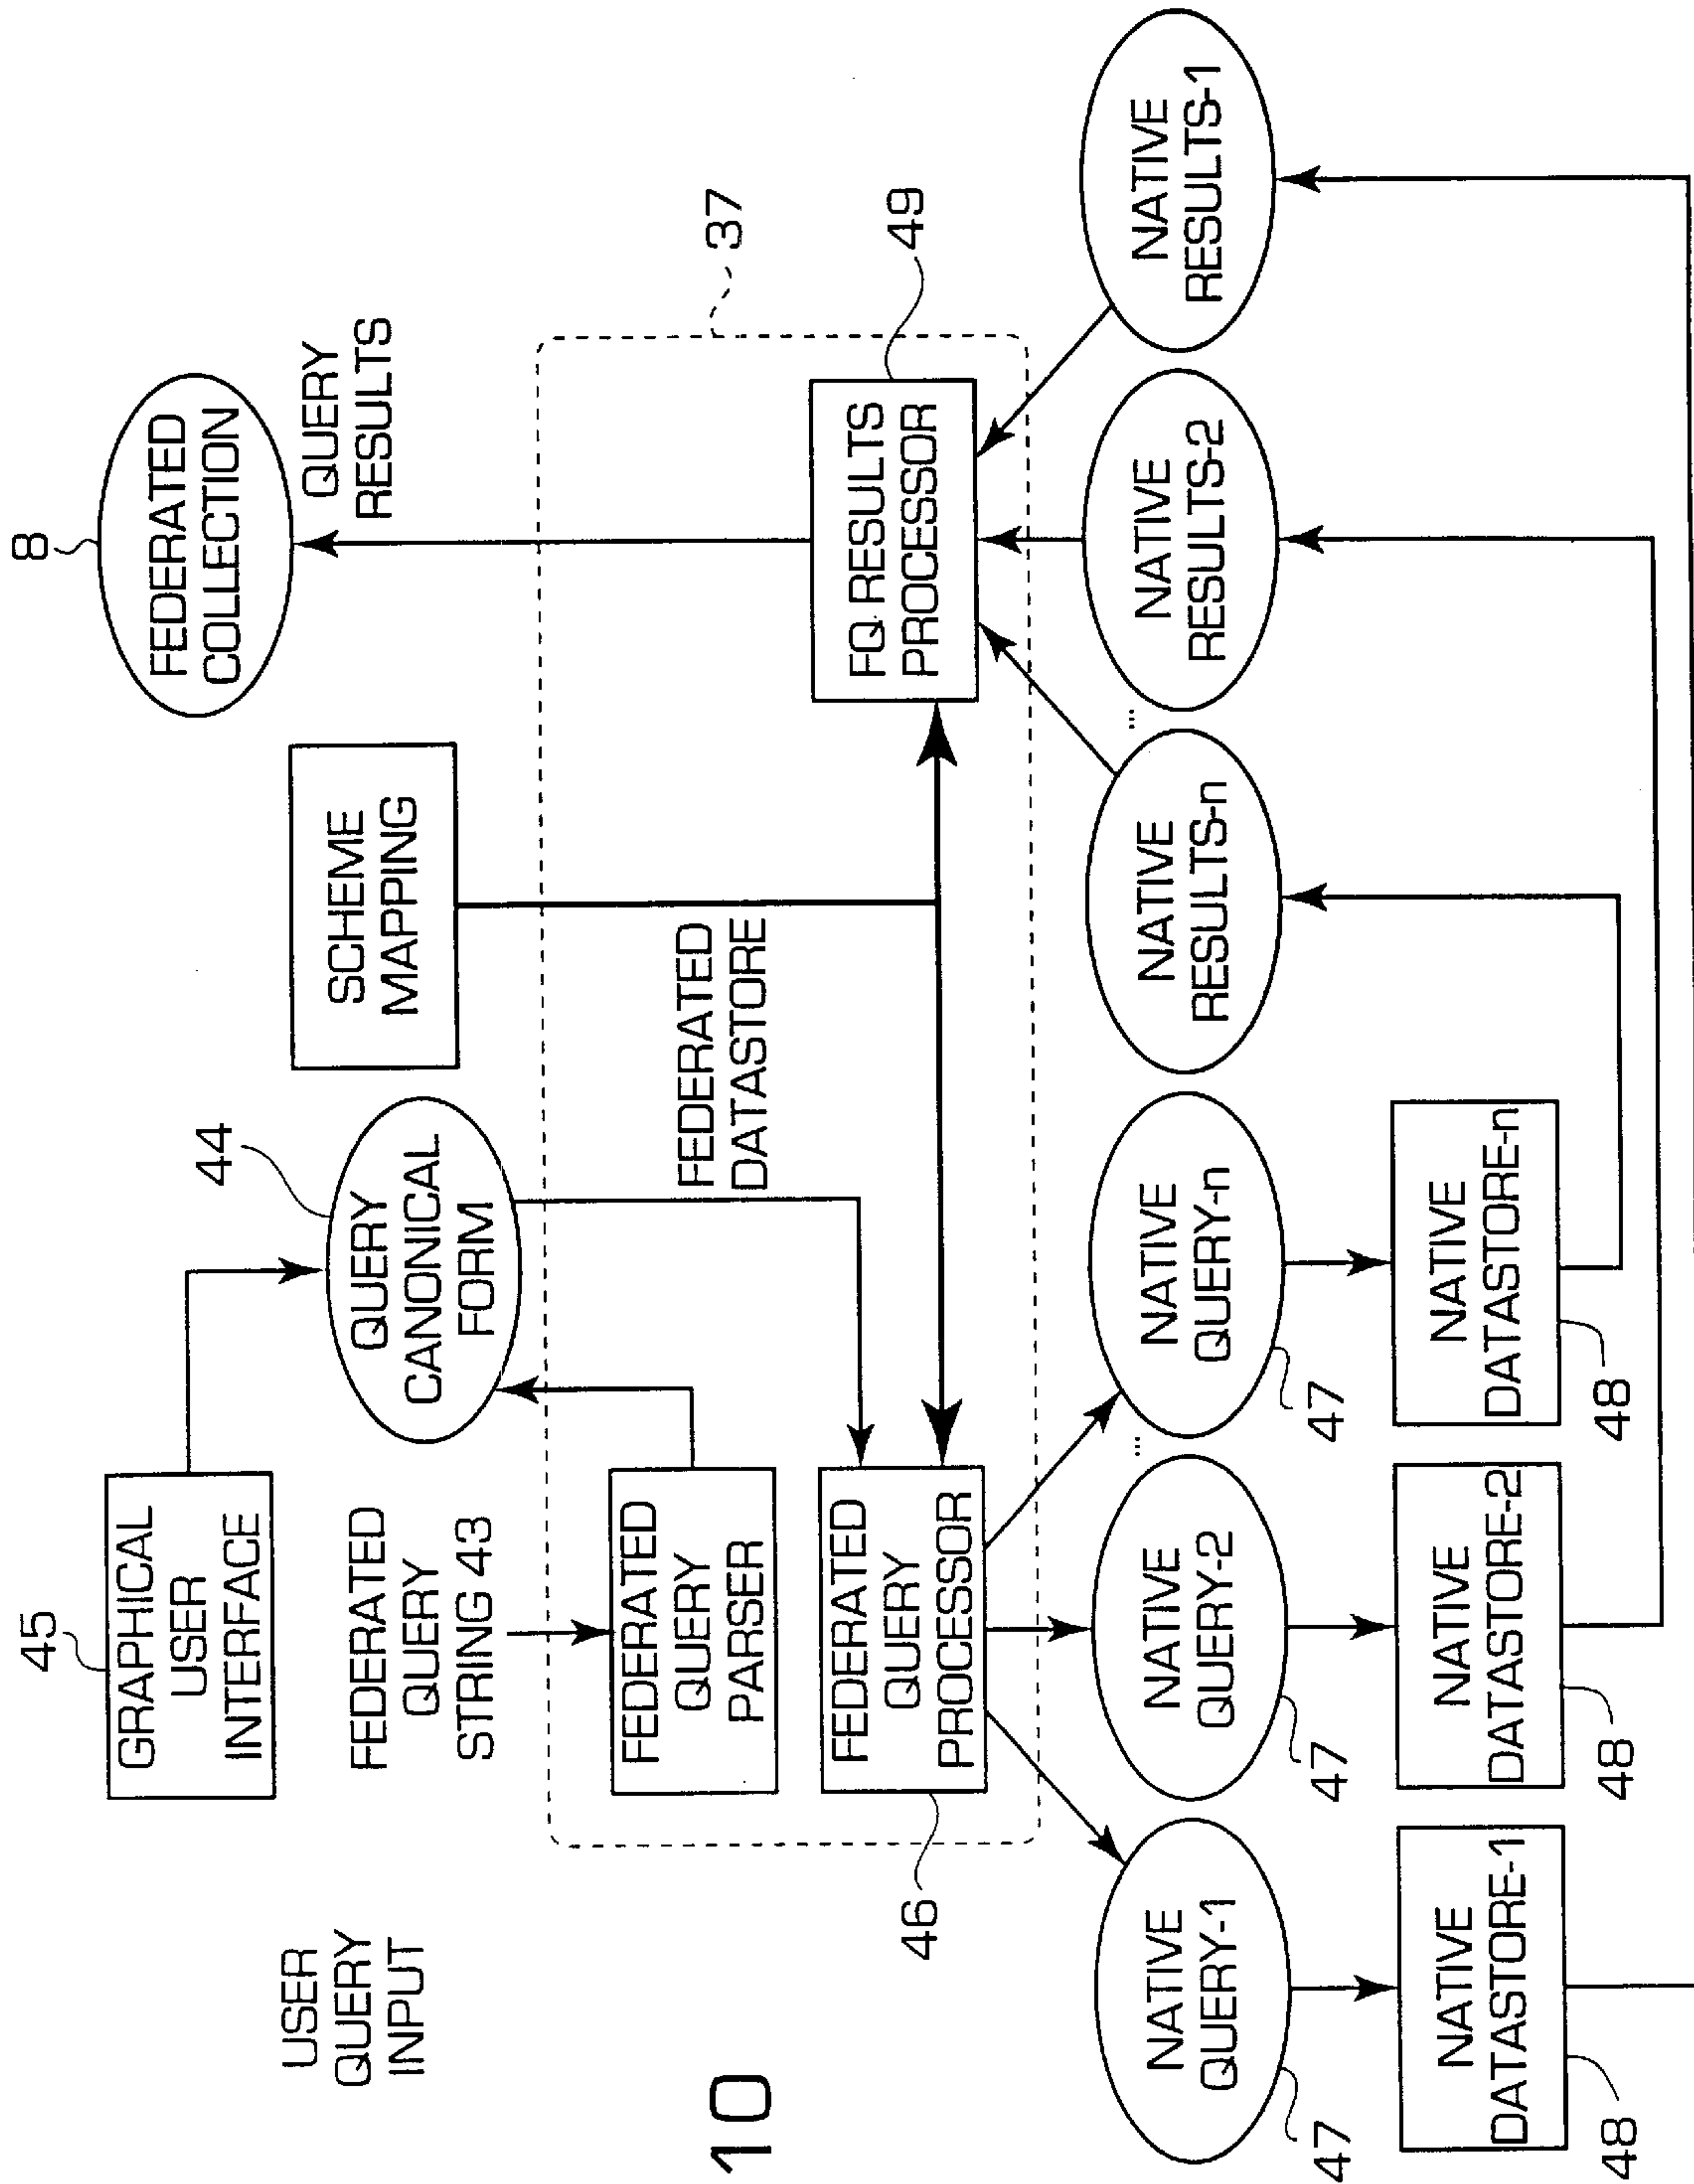 8
FEDERATED
COLLECTION
QUERY
RESULTS
45
GRAPHICAL
USER
INTERFACE
44
QUERY
CANONICAL
FORM
SCHEME
MAPPING
USER
QUERY
INPUT
FEDERATED
QUERY
STRING 43
37
FEDERATED
QUERY
PARSER
FEDERATED
DATASTORE
FEDERATED
QUERY
PROCESSOR
46
FQ RESULTS
PROCESSOR
49
10
NATIVE
QUERY-1
47
NATIVE
QUERY-2
47
...
NATIVE
QUERY-n
47
NATIVE
RESULTS-n
...
NATIVE
RESULTS-2
NATIVE
RESULTS-1
NATIVE
DATASTORE-1
48
NATIVE
DATASTORE-2
48
NATIVE
DATASTORE-n
48